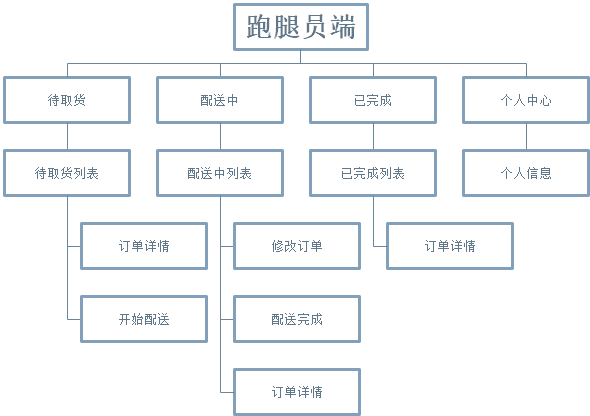 跑腿员端
待取货
配送中
已完成
个人中心
待取货列表
配送中列表
已完成列表
个人信息
订单详情
修改订单
订单详情
开始配送
配送完成
订单详情